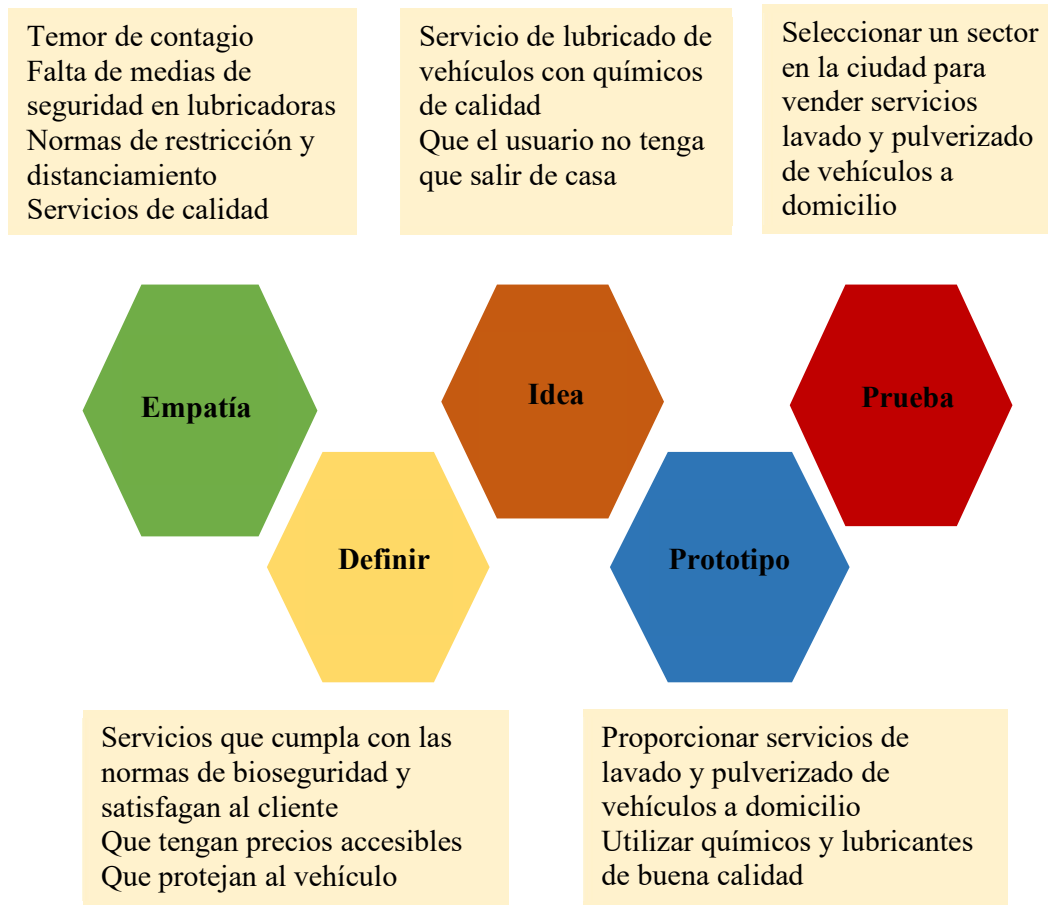 Temor de contagio
Falta de medias de
seguridad en lubricadoras
Normas de restricción y
distanciamiento
Servicios de calidad
Servicio de lubricado de
vehículos con químicos
de calidad
Que el usuario no tenga
que salir de casa
Seleccionar un sector
en la ciudad para
vender servicios
lavado y pulverizado
de vehículos a
domicilio
Empatía
Idea
Prueba
Definir
Prototipo
Servicios que cumpla con las
normas de bioseguridad y
satisfagan al cliente
Que tengan precios accesibles
Que protejan al vehículo
Proporcionar servicios de
lavado y pulverizado de
vehículos a domicilio
Utilizar químicos y lubricantes
de buena calidad